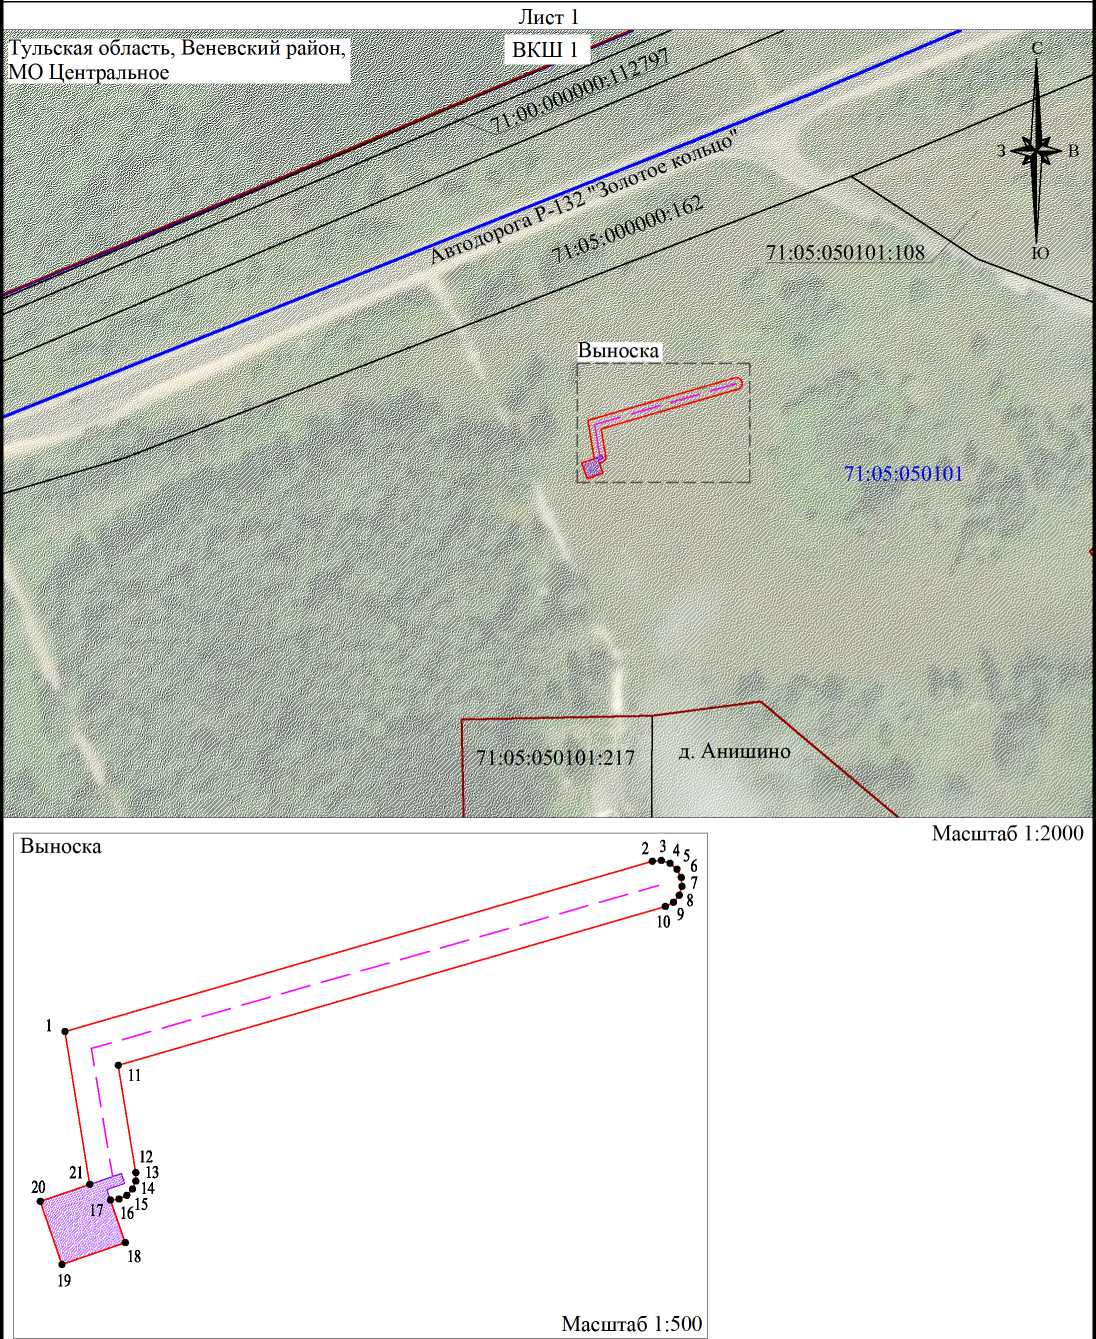 Лист 1
Тульская область, Веневский район,
МО Центральное
ВКШ 1
71:00:000000:112797
Автодорога Р-132 "Золотое кольцо"
71:05:000000:162
71:05:050101:108
С
З
В
Ю
Выноска
71:05:050101
71:05:050101:217
д. Анишино
Масштаб 1:2000
Выноска
1
2
3
4
5
6
7
8
9
10
11
12
13
14
15
16
17
18
19
20
21
Масштаб 1:500